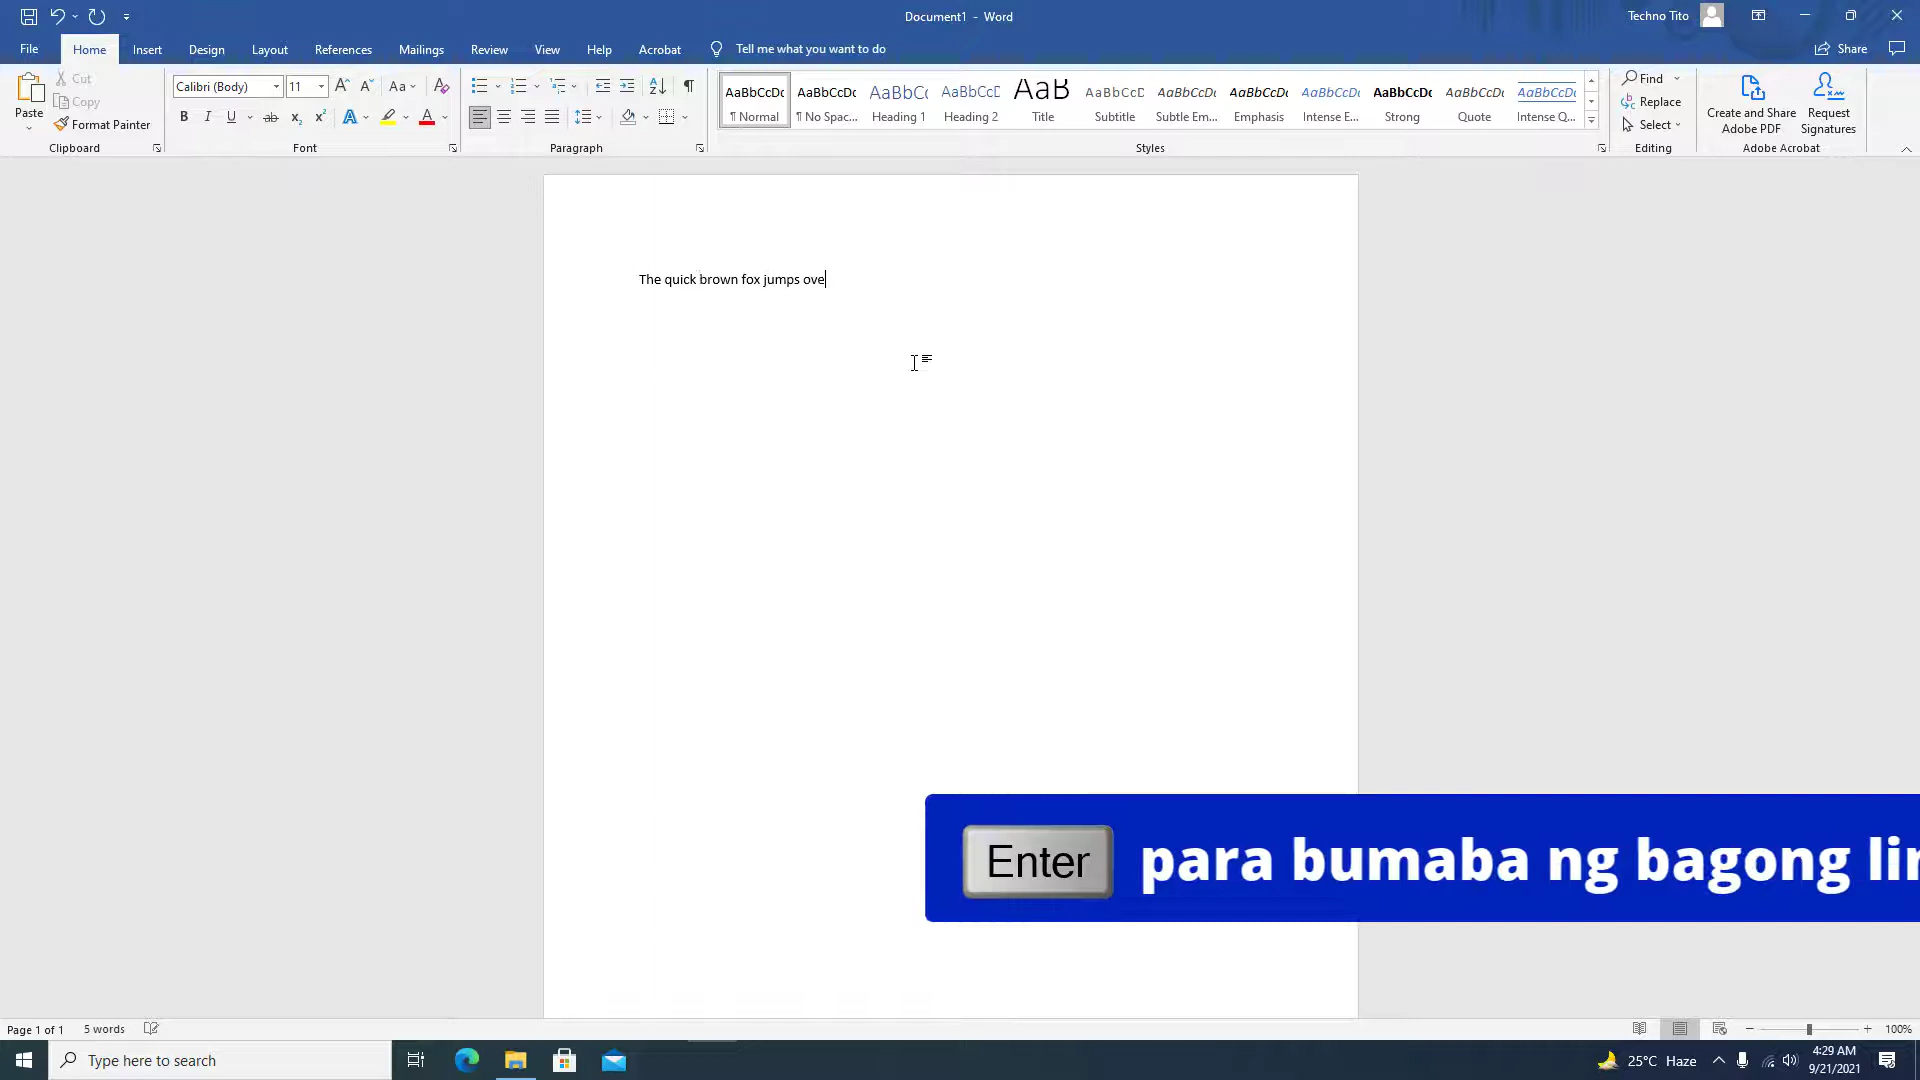 Document1 - Word
Techno Tito
File Home Insert Design Layout References Mailings Review View Help Acrobat Tell me what you want to do Share
Paste
Cut
Copy
Format Painter
Clipboard
Calibri (Body) 11
Font
Paragraph
AaBbCcDc AaBbCcDc AaBbCc AaBbCcD AaB AaBbCcD AaBbCcDc AaBbCcDc AaBbCcDc AaBbCcDc AaBbCcDc AaBbCcDc
¶ Normal ¶ No Spac... Heading 1 Heading 2 Title Subtitle Subtle Em... Emphasis Intense E... Strong Quote Intense Q...
Styles
Find
Replace
Select
Editing
Create and Share
Adobe PDF
Request
Signatures
Adobe Acrobat
The quick brown fox jumps ove
Enter para bumaba ng bagong lin
Page 1 of 1 5 words 100%
Type here to search
25°C Haze
4:29 AM
9/21/2021